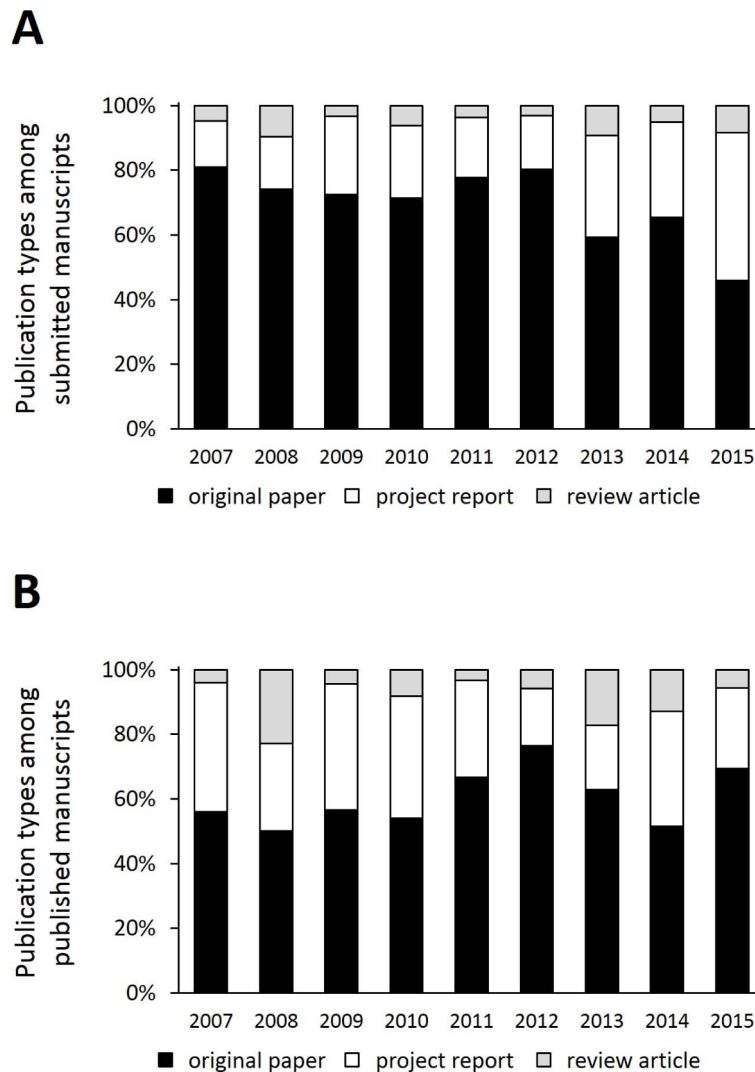 A
Publication types among
submitted manuscripts
100%
80%
60%
40%
20%
0%
2007 2008 2009 2010 2011 2012 2013 2014 2015
original paper project report review article
B
Publication types among
published manuscripts
100%
80%
60%
40%
20%
0%
2007 2008 2009 2010 2011 2012 2013 2014 2015
original paper project report review article